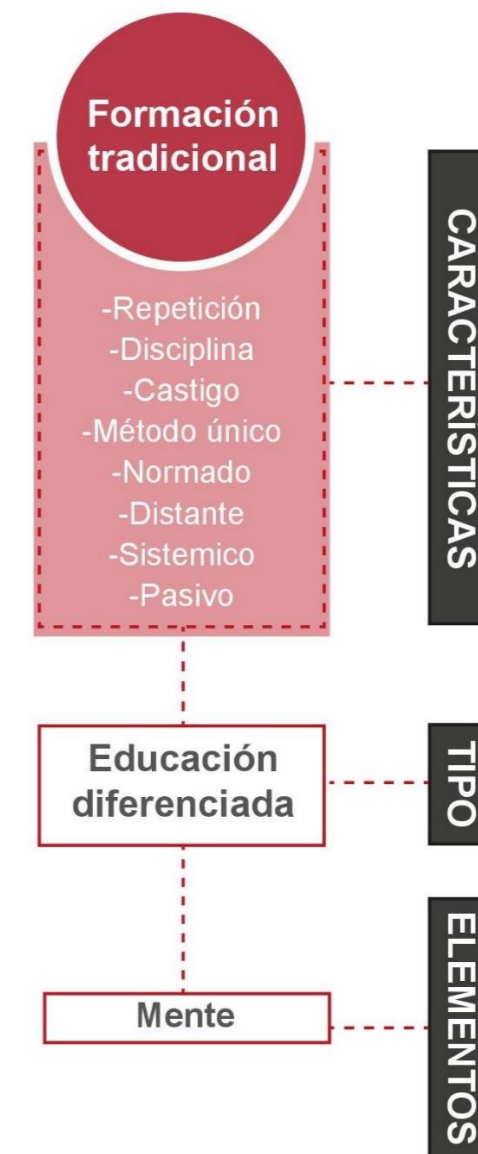 Formación
tradicional
-Repetición
-Disciplina
-Castigo
-Método único
-Normado
-Distante
-Sistemico
-Pasivo
CARACTERÍSTICAS
Educación
diferenciada
TIPO
Mente
ELEMENTOS